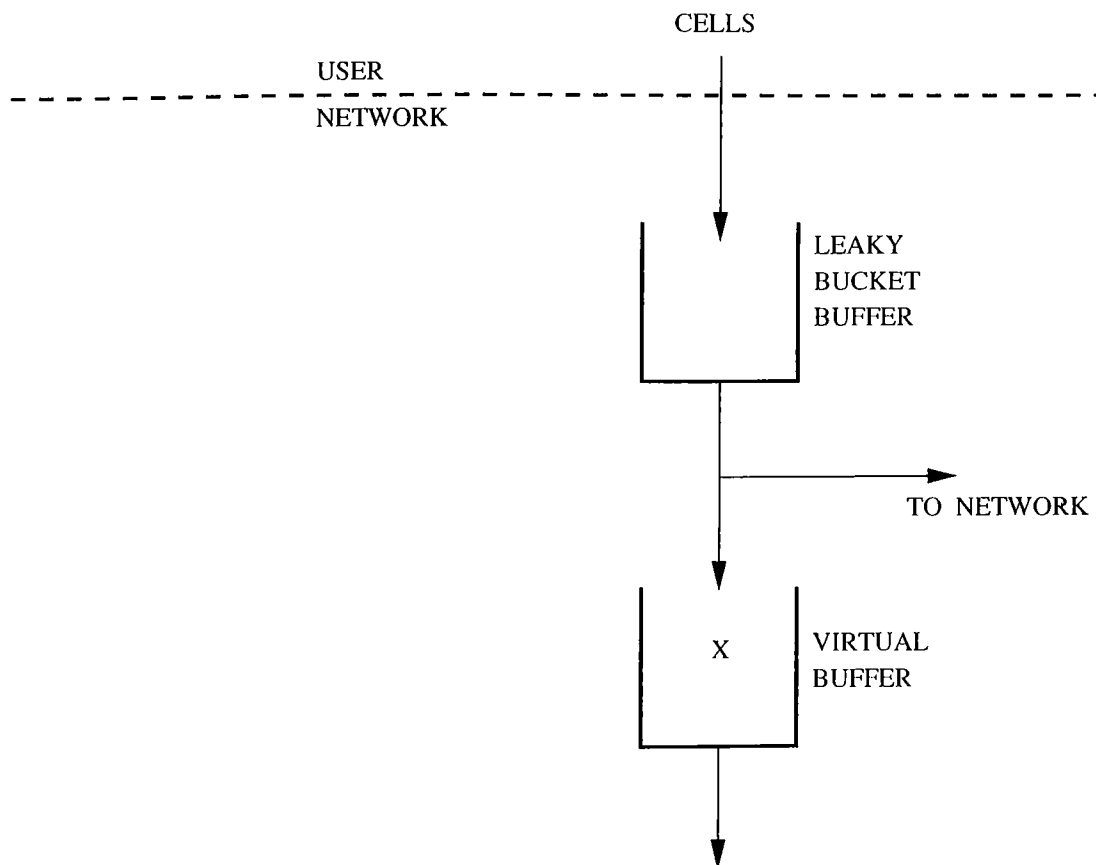 CELLS
USER
NETWORK
LEAKY
BUCKET
BUFFER
TO NETWORK
X
VIRTUAL
BUFFER